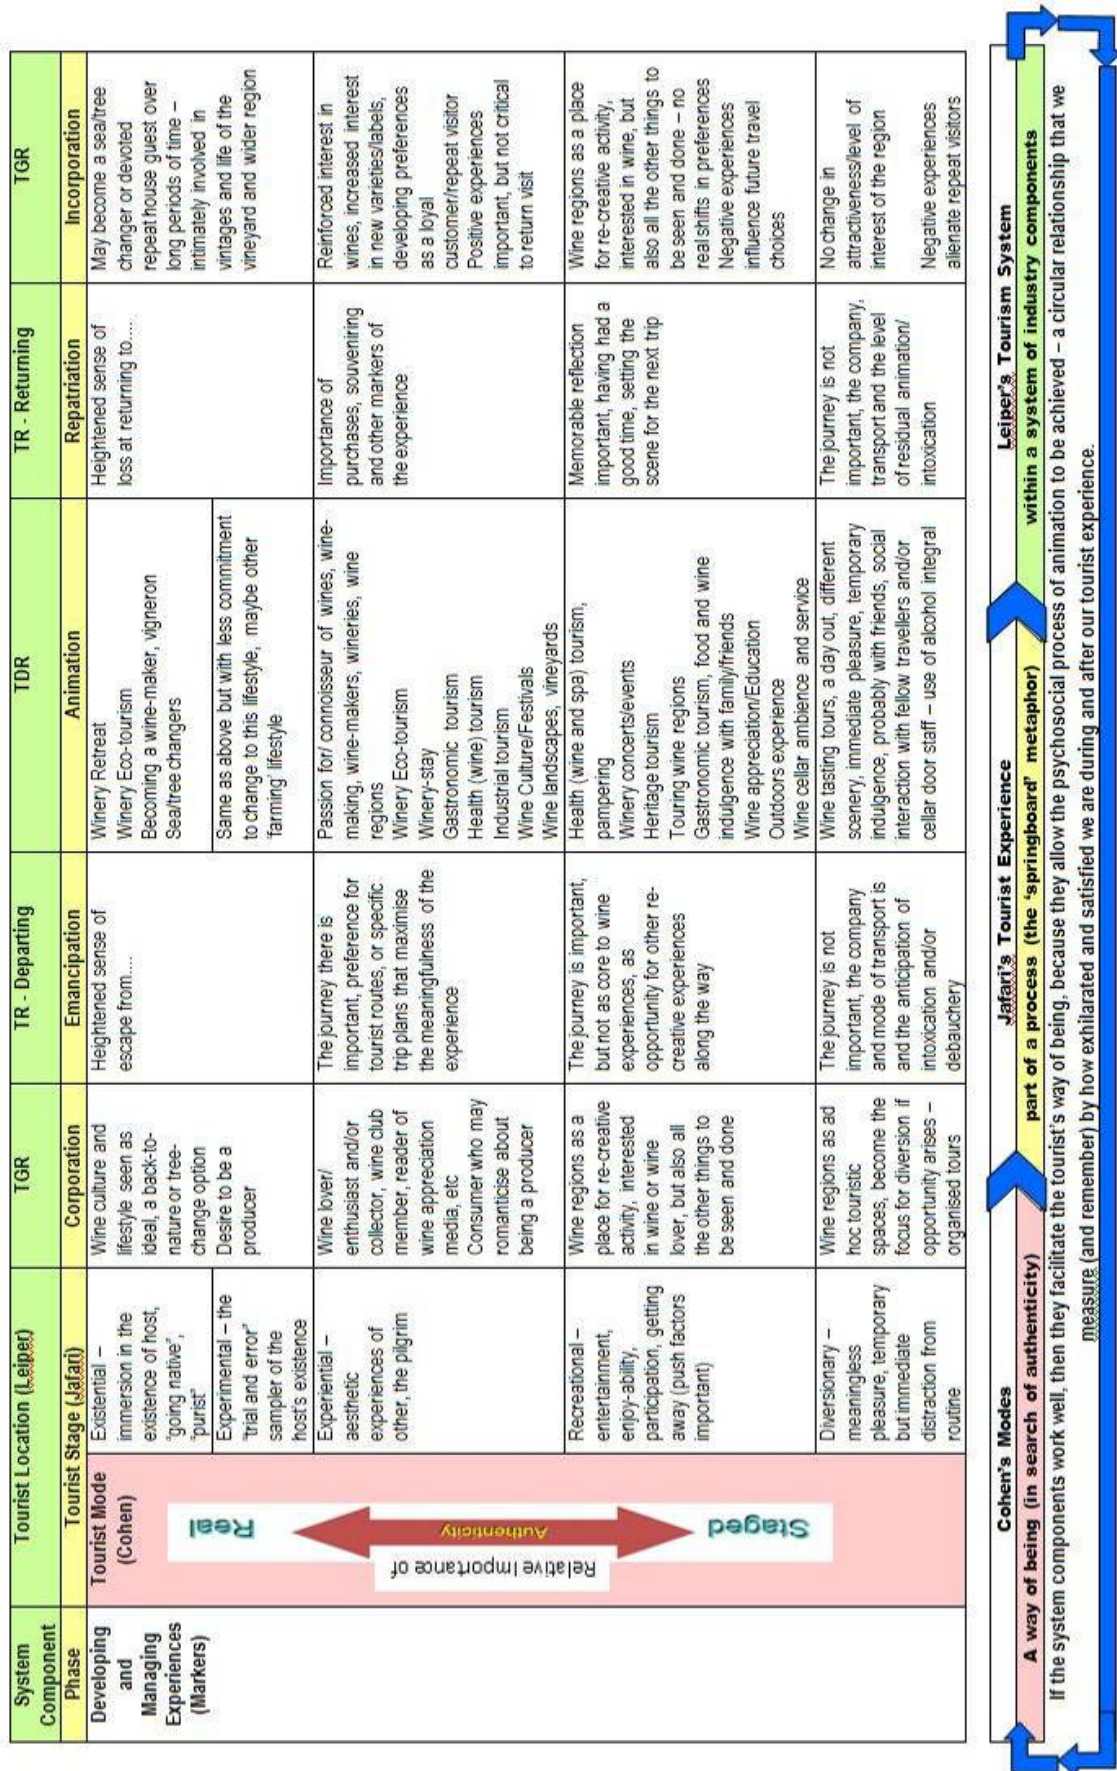 System
Component
Tourist Location (Leiper)
TGR
TR - Departing
TDR
TR - Returning
TGR
Phase
Tourist Stage (Jafari)
Corporation
Emancipation
Animation
Repatriation
Incorporation
Developing
and
Managing
Experiences
(Markers)
Tourist Mode
(Cohen)
Real
Relative Importance of
Authenticity
Staged
Existential –
immersion in the
existence of host,
"going native",
"purist"
Wine culture and
lifestyle seen as
ideal, a back-to-
nature or tree-
change option
Heightened sense of
escape from....
Winery Retreat
Winery Eco-tourism
Becoming a wine-maker, vigneron
Sea/tree changers
Heightened sense of
loss at returning to.....
May become a sea/tree
changer or devoted
repeat house guest over
long periods of time –
intimately involved in
vintages and life of the
vineyard and wider region
Experimental – the
"trial and error"
sampler of the
host's existence
Desire to be a
producer
Same as above but with less commitment
to change to this lifestyle, maybe other
'farming' lifestyle
Experiential –
aesthetic
experiences of
other, the pilgrim
Wine lover/
enthusiast and/or
collector, wine club
member, reader of
wine appreciation
media, etc
Consumer who may
romanticise about
being a producer
The journey there is
important, preference for
tourist routes, or specific
trip plans that maximise
the meaningfulness of the
experience
Passion for/ connoisseur of wines, wine-
making, wine-makers, wineries, wine
regions
Winery Eco-tourism
Winery-stay
Gastronomic tourism
Health (wine) tourism
Industrial tourism
Wine Culture/Festivals
Wine landscapes, vineyards
Importance of
purchases, souveniring
and other markers of
the experience
Reinforced interest in
wines, increased interest
in new varieties/labels,
developing preferences
as a loyal
customer/repeat visitor
Positive experiences
important, but not critical
to return visit
Recreational –
entertainment,
enjoy-ability,
participation, getting
away (push factors
important)
Wine regions as a
place for re-creative
activity, interested
in wine or wine
lover, but also all
the other things to
be seen and done
The journey is important,
but not as core to wine
experiences, as
opportunity for other re-
creative experiences
along the way
Health (wine and spa) tourism,
pampering
Winery concerts/events
Heritage tourism
Touring wine regions
Gastronomic tourism, food and wine
indulgence with family/friends
Wine appreciation/Education
Outdoors experience
Wine cellar ambience and service
Memorable reflection
important, having had a
good time, setting the
scene for the next trip
Wine regions as a place
for re-creative activity,
interested in wine, but
also all the other things to
be seen and done – no
real shifts in preferences
Negative experiences
influence future travel
choices
Diversionary –
meaningless
pleasure, temporary
but immediate
distraction from
routine
Wine regions as ad
hoc touristic
spaces, become the
focus for diversion if
opportunity arises –
organised tours
The journey is not
important, the company
and mode of transport is
and the anticipation of
intoxication and/or
debauchery
Wine tasting tours, a day out, different
scenery, immediate pleasure, temporary
indulgence, probably with friends, social
interaction with fellow travellers and/or
cellar door staff – use of alcohol integral
The journey is not
important, the company,
transport and the level
of residual animation/
intoxication
No change in
attractiveness/level of
interest of the region
Negative experiences
alienate repeat visitors
Cohen's Modes
Jafari's Tourist Experience
Leiper's Tourism System
A way of being (in search of authenticity)
part of a process (the 'springboard' metaphor)
within a system of industry components
If the system components work well, then they facilitate the tourist's way of being, because they allow the psychosocial process of animation to be achieved – a circular relationship that we
measure (and remember) by how exhilarated and satisfied we are during and after our tourist experience.